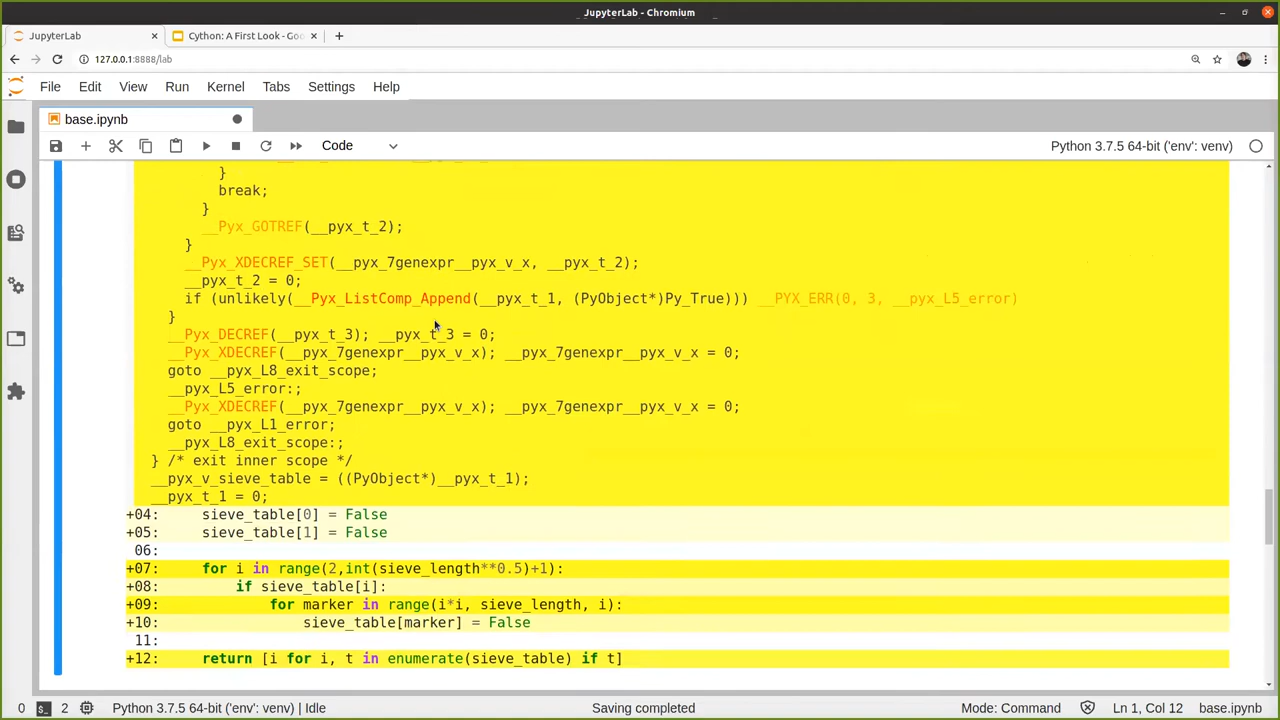 JupyterLab - Chromium
JupyterLab
Cython: A First Look - Goo
127.0.0.1:8888/lab
File Edit View Run Kernel Tabs Settings Help
base.ipynb
Code
Python 3.7.5 64-bit ('env': venv)
}
break;
}
__Pyx_GOTREF(__pyx_t_2);
}
__Pyx_XDECREF_SET(__pyx_7genexpr__pyx_v_x, __pyx_t_2);
__pyx_t_2 = 0;
if (unlikely(__Pyx_ListComp_Append(__pyx_t_1, (PyObject*)Py_True))) __PYX_ERR(0, 3, __pyx_L5_error)
}
__Pyx_DECREF(__pyx_t_3); __pyx_t_3 = 0;
__Pyx_XDECREF(__pyx_7genexpr__pyx_v_x); __pyx_7genexpr__pyx_v_x = 0;
goto __pyx_L8_exit_scope;
__pyx_L5_error:;
__Pyx_XDECREF(__pyx_7genexpr__pyx_v_x); __pyx_7genexpr__pyx_v_x = 0;
goto __pyx_L1_error;
__pyx_L8_exit_scope:;
} /* exit inner scope */
__pyx_v_sieve_table = ((PyObject*)__pyx_t_1);
__pyx_t_1 = 0;
+04: sieve_table[0] = False
+05: sieve_table[1] = False
06:
+07: for i in range(2,int(sieve_length**0.5)+1):
+08: if sieve_table[i]:
+09: for marker in range(i*i, sieve_length, i):
+10: sieve_table[marker] = False
11:
+12: return [i for i, t in enumerate(sieve_table) if t]
0 2 Python 3.7.5 64-bit ('env': venv) | Idle Saving completed Mode: Command Ln 1, Col 12 base.ipynb